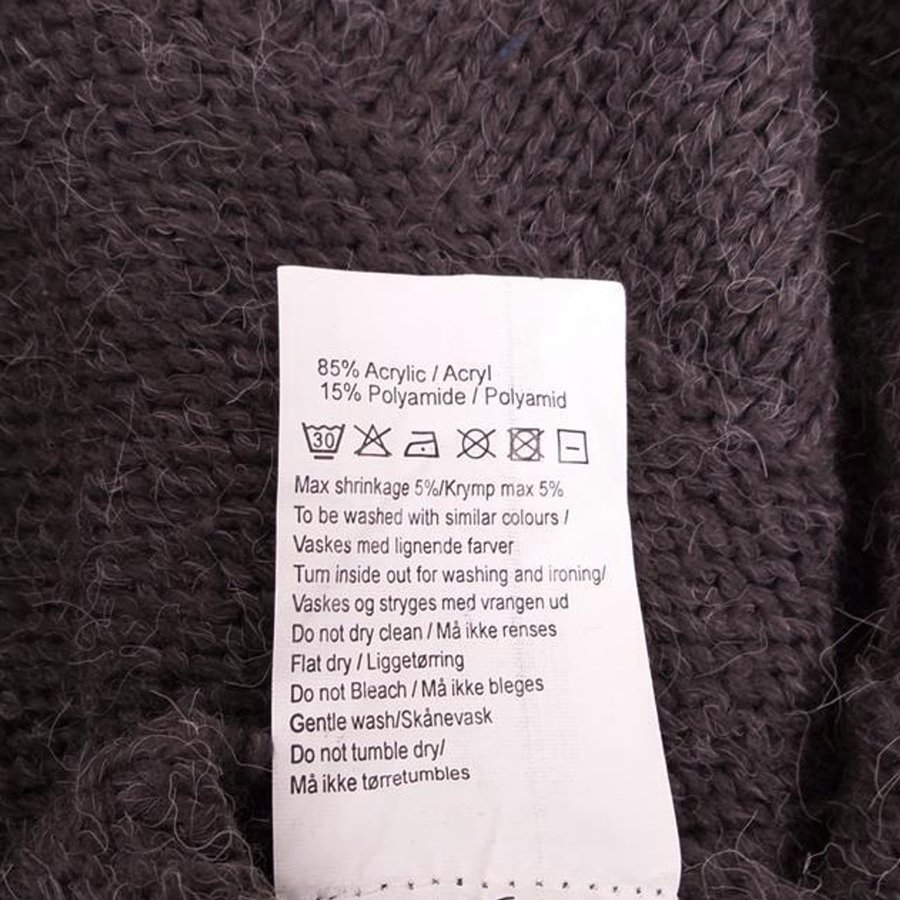 85% Acrylic / Acryl
15% Polyamide / Polyamid
30
Max shrinkage 5%/Krymp max 5%
To be washed with similar colours /
Vaskes med lignende farver
Turn inside out for washing and ironing/
Vaskes og stryges med vrangen ud
Do not dry clean / Må ikke renses
Flat dry / Liggetørring
Do not Bleach / Må ikke bleges
Gentle wash/Skånevask
Do not tumble dry/
Må ikke tørretumbles